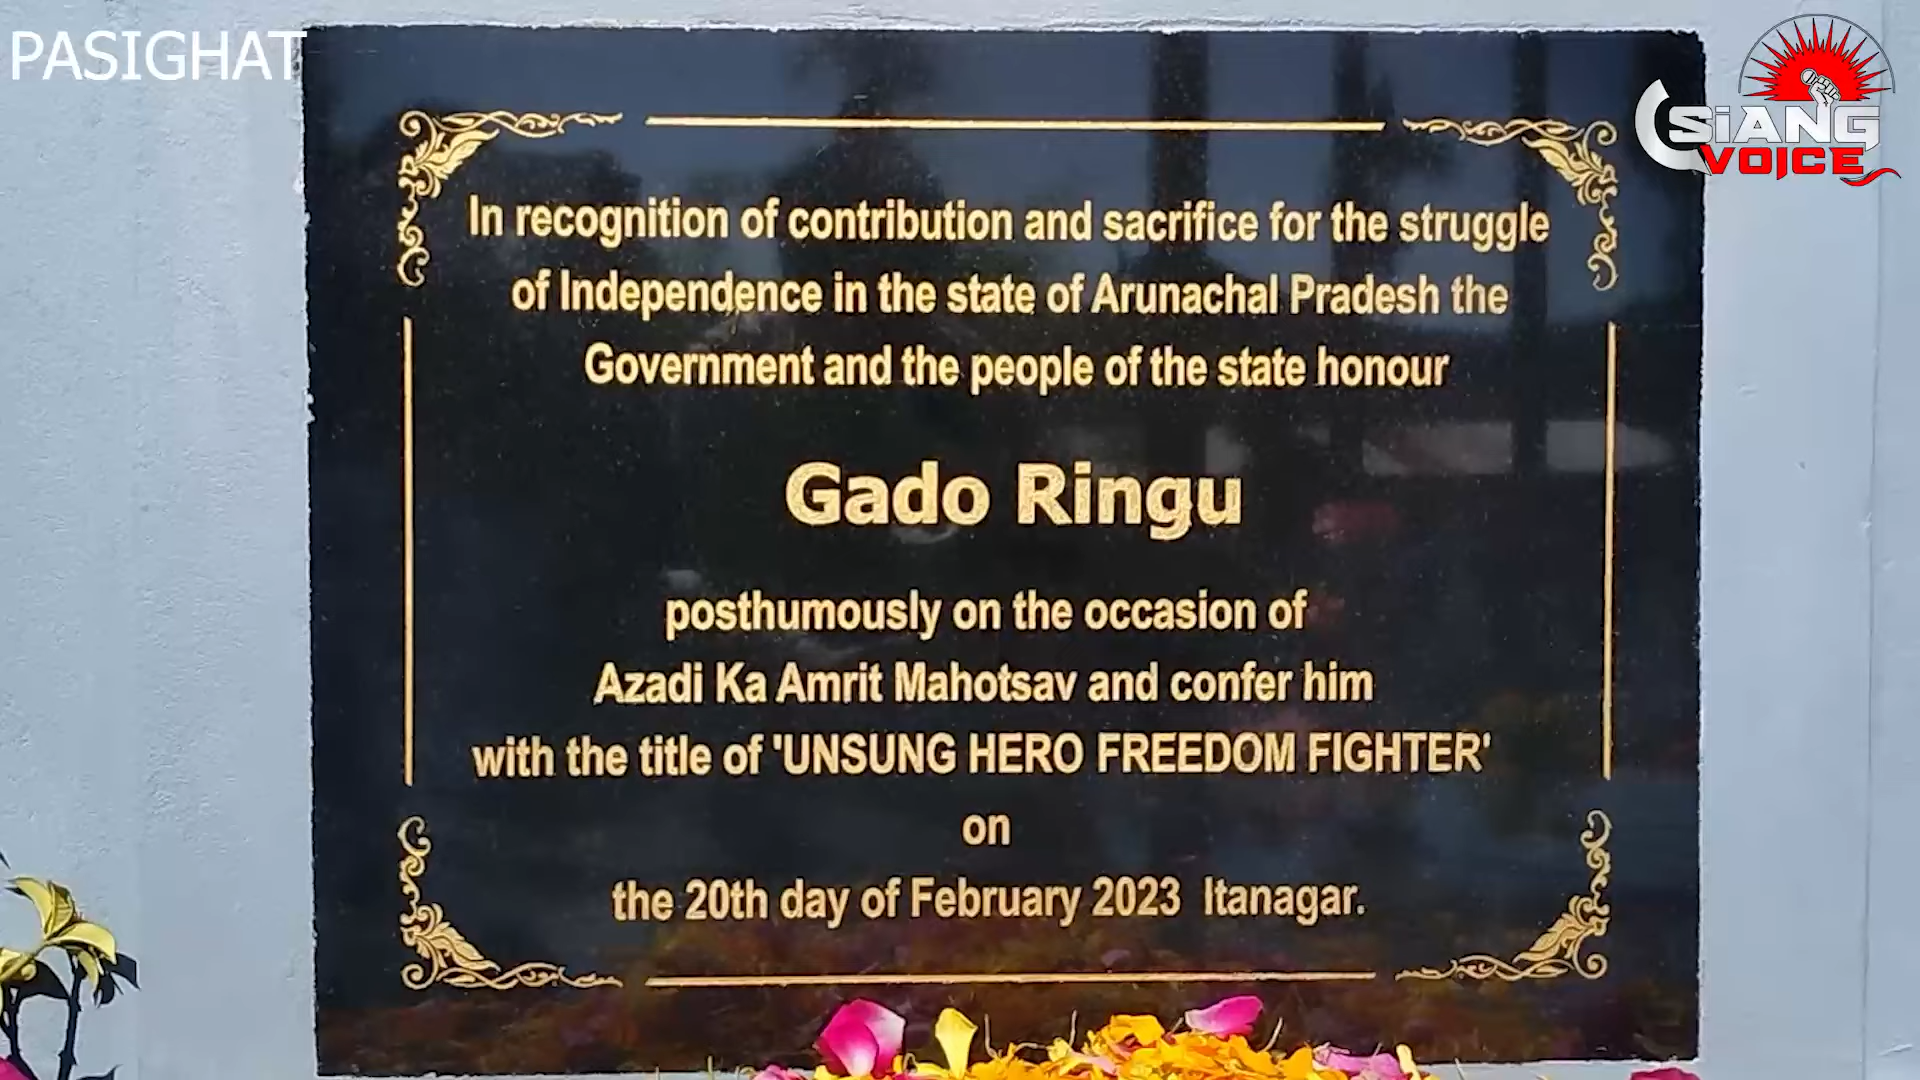 PASIGHAT
SiANG
VOICE
In recognition of contribution and sacrifice for the struggle
of Independence in the state of Arunachal Pradesh the
Government and the people of the state honour
Gado Ringu
posthumously on the occasion of
Azadi Ka Amrit Mahotsav and confer him
with the title of 'UNSUNG HERO FREEDOM FIGHTER'
on
the 20th day of February 2023 Itanagar.